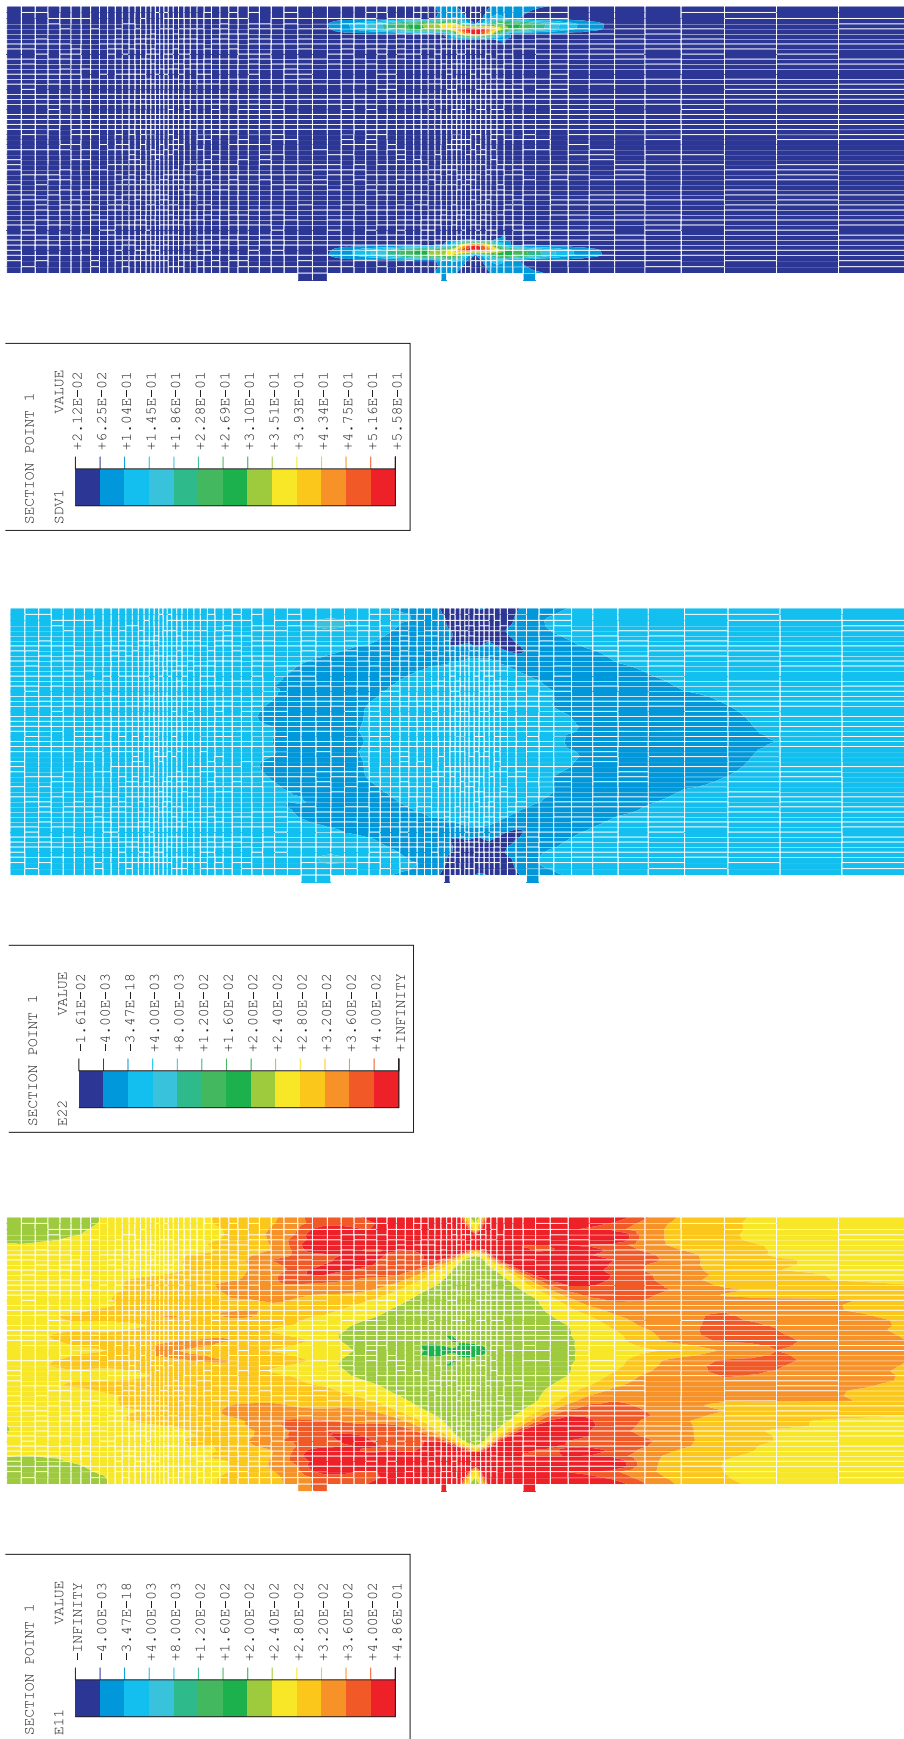 SECTION POINT 1
SDV1 VALUE
+2.12E-02
+6.25E-02
+1.04E-01
+1.45E-01
+1.86E-01
+2.28E-01
+2.69E-01
+3.10E-01
+3.51E-01
+3.93E-01
+4.34E-01
+4.75E-01
+5.16E-01
+5.58E-01
SECTION POINT 1
E22 VALUE
-1.61E-02
-4.00E-03
-3.47E-18
+4.00E-03
+8.00E-03
+1.20E-02
+1.60E-02
+2.00E-02
+2.40E-02
+2.80E-02
+3.20E-02
+3.60E-02
+4.00E-02
+INFINITY
SECTION POINT 1
E11 VALUE
-INFINITY
-4.00E-03
-3.47E-18
+4.00E-03
+8.00E-03
+1.20E-02
+1.60E-02
+2.00E-02
+2.40E-02
+2.80E-02
+3.20E-02
+3.60E-02
+4.00E-02
+4.86E-01